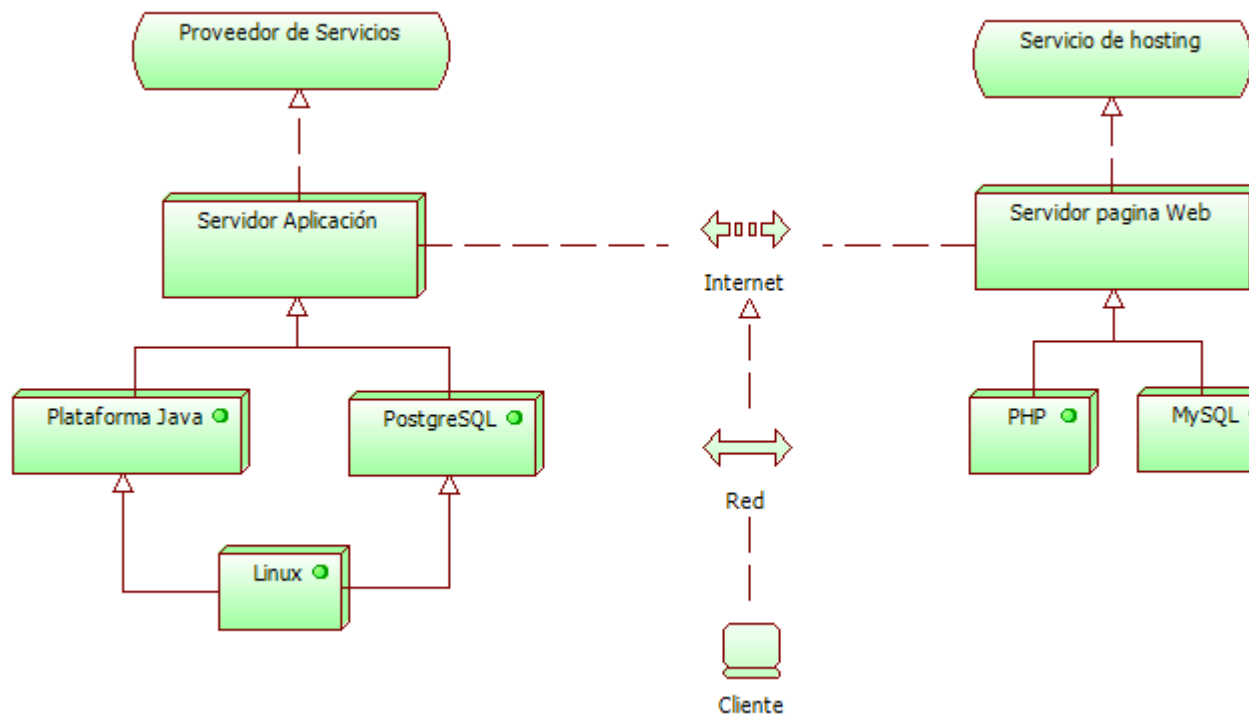 Proveedor de Servicios
Servicio de hosting
Servidor Aplicación
Servidor pagina Web
Internet
Plataforma Java
PostgreSQL
PHP
MySQL
Red
Linux
Cliente